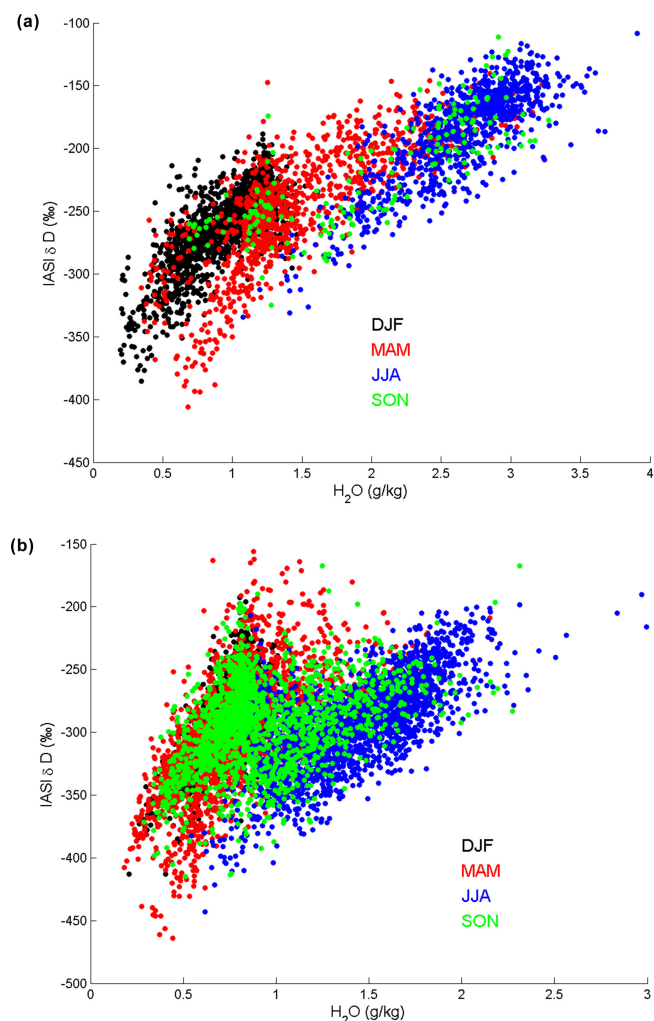 (a)
-100
-150
-200
-250
-300
-350
-400
-450
IASI δ D (‰)
DJF
MAM
JJA
SON
0 0.5 1 1.5 2 2.5 3 3.5 4
H₂O (g/kg)
(b)
-150
-200
-250
-300
-350
-400
-450
-500
IASI δ D (‰)
DJF
MAM
JJA
SON
0 0.5 1 1.5 2 2.5 3
H₂O (g/kg)